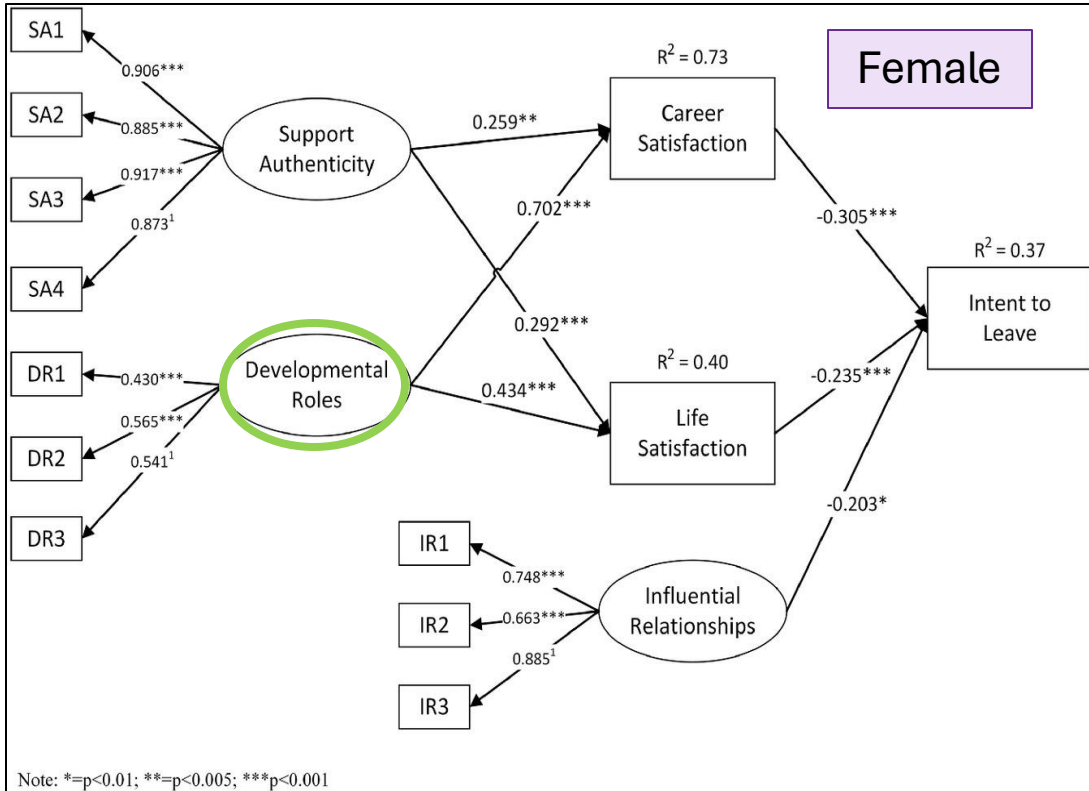 Female
SA1
SA2
SA3
SA4
0.906***
0.885***
0.917***
0.873¹
Support
Authenticity
DR1
DR2
DR3
0.430***
0.565***
0.541¹
Developmental
Roles
0.259**
0.702***
0.292***
0.434***
R² = 0.73
Career
Satisfaction
R² = 0.40
Life
Satisfaction
-0.305***
-0.235***
-0.203*
R² = 0.37
Intent to
Leave
IR1
IR2
IR3
0.748***
0.663***
0.885¹
Influential
Relationships
Note: *=p<0.01; **=p<0.005; ***p<0.001